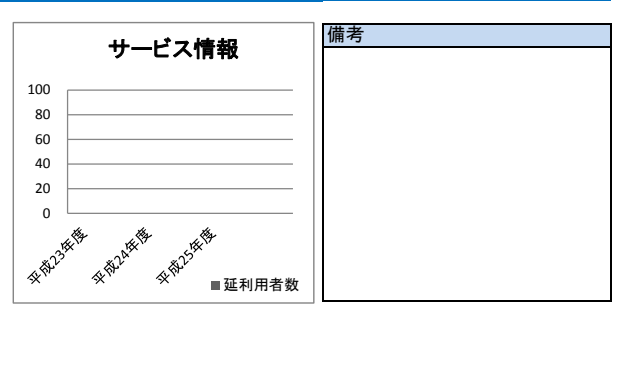 サービス情報
100
80
60
40
20
0
平成23年度
平成24年度
平成25年度
■延利用者数
備考